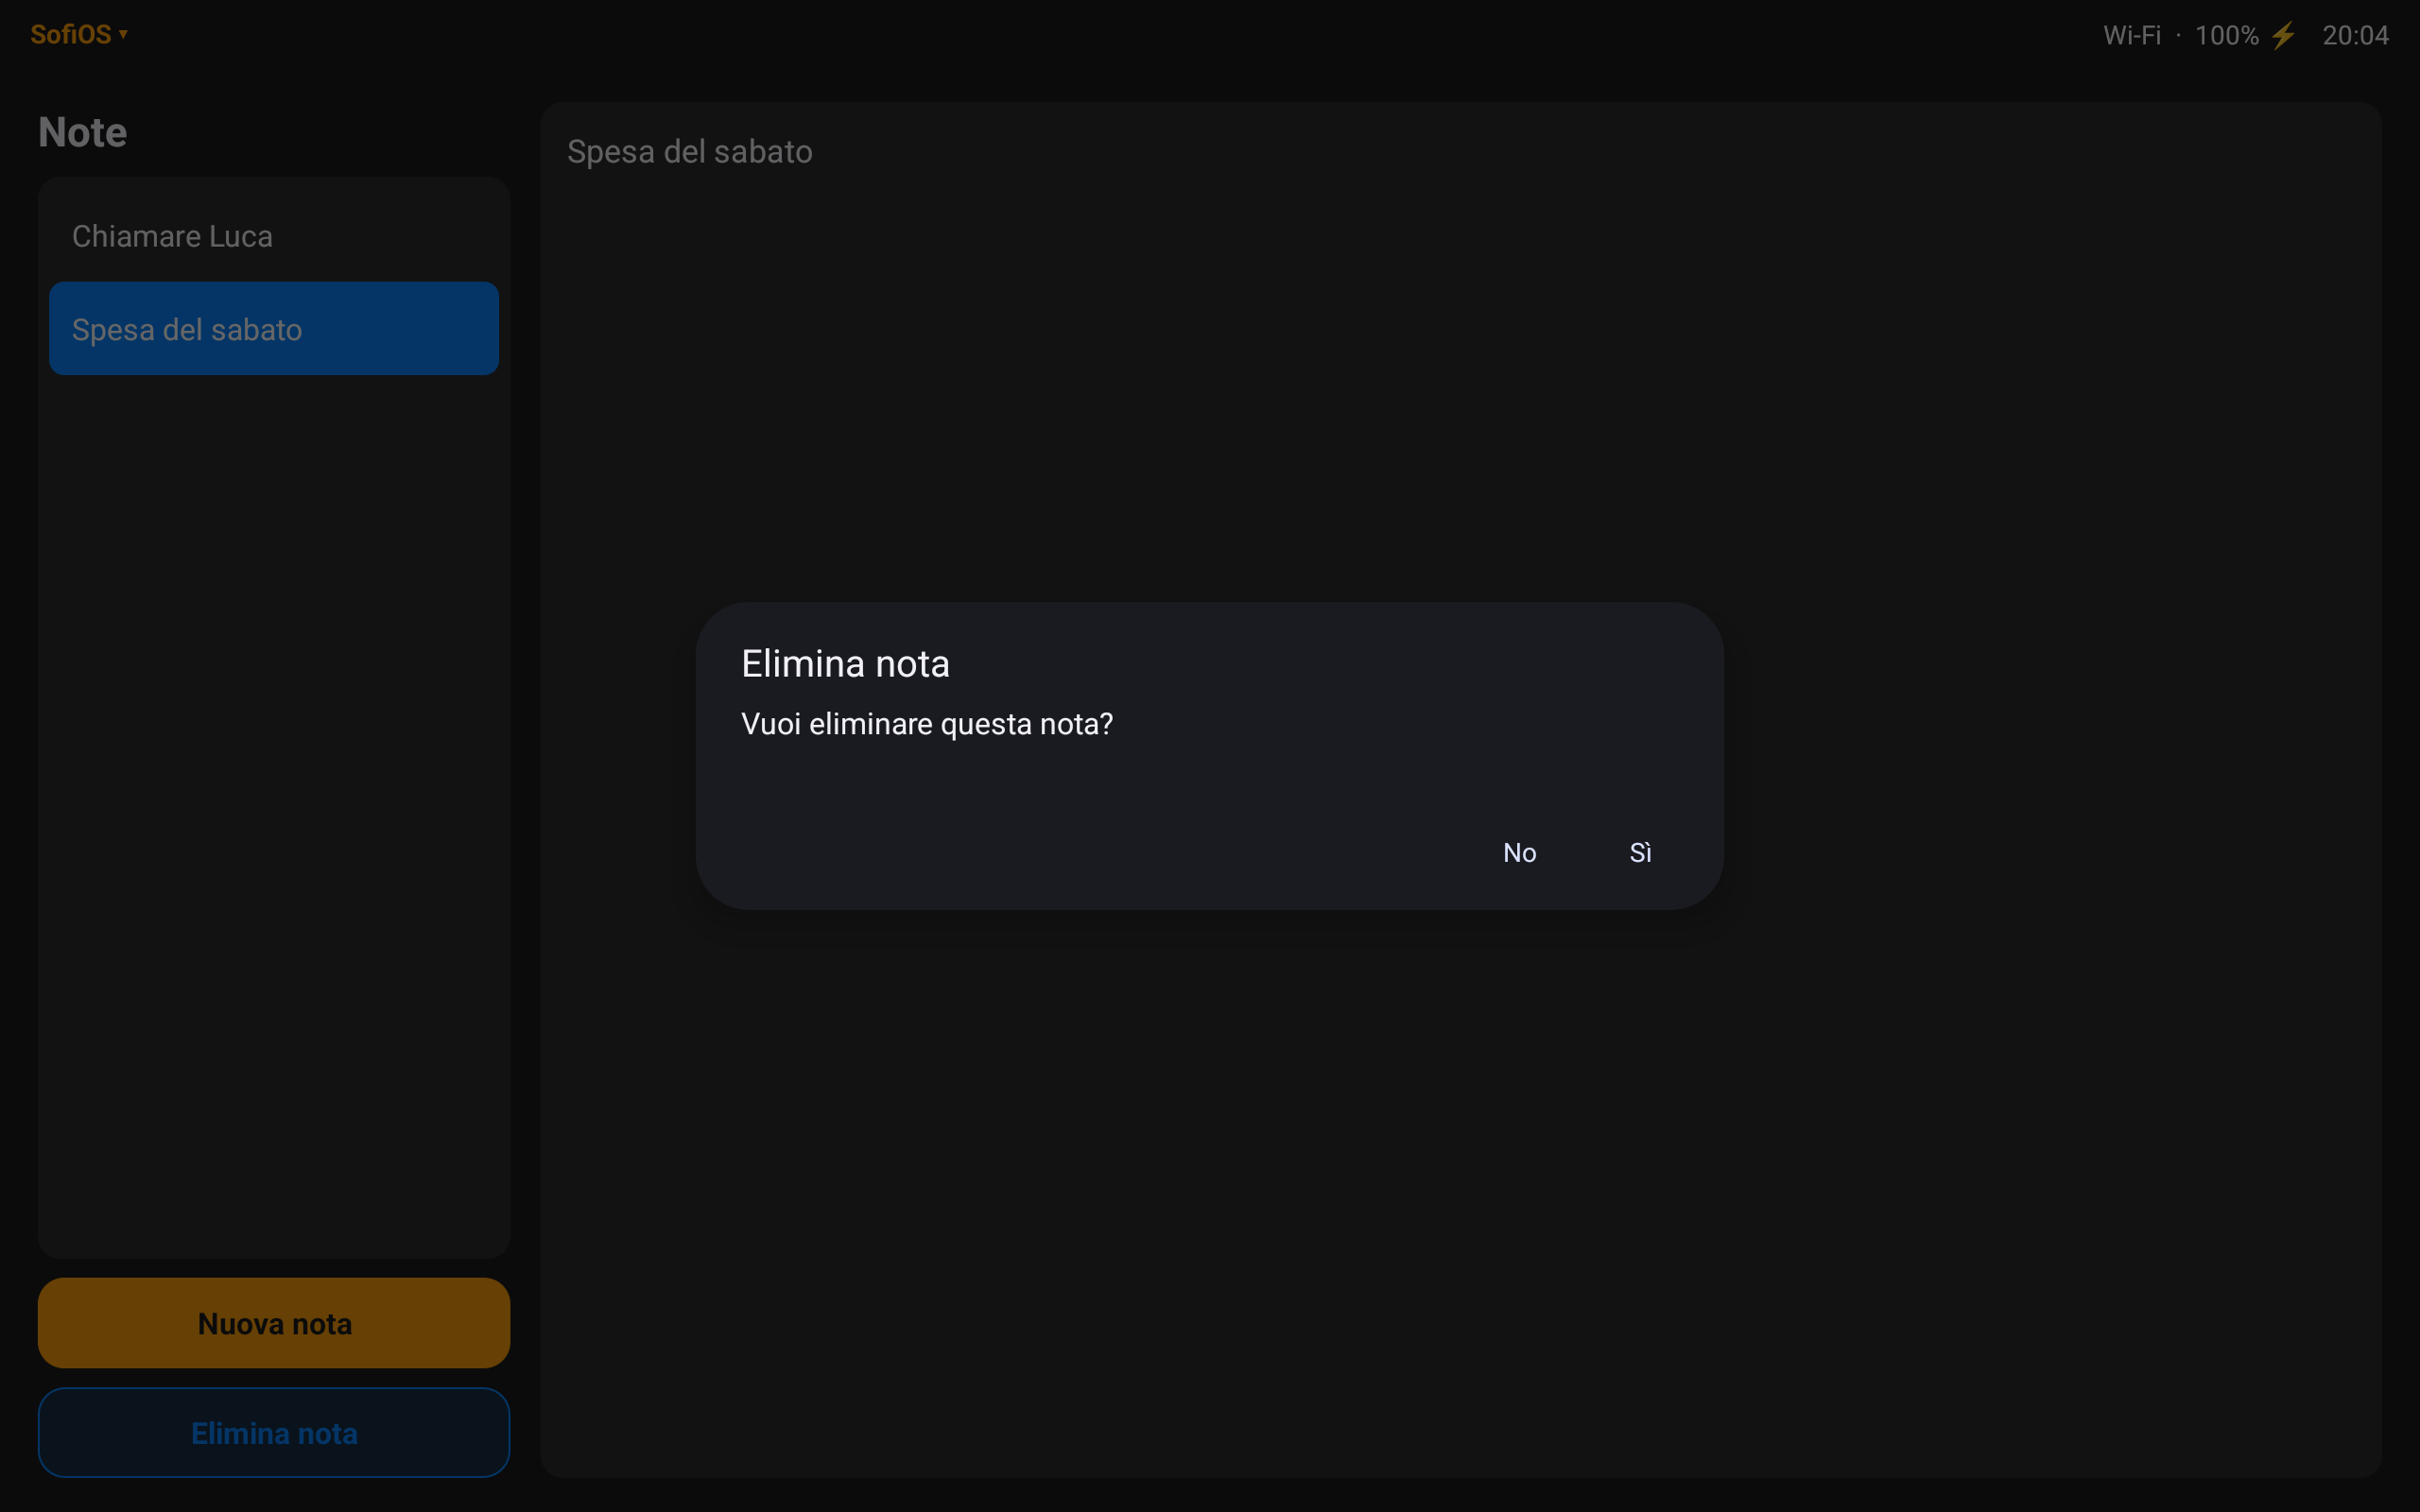 SofiOS ▾
Wi-Fi · 100% ⚡ 20:04
Note
Chiamare Luca
Spesa del sabato
Nuova nota
Elimina nota
Spesa del sabato
Elimina nota
Vuoi eliminare questa nota?
No Sì